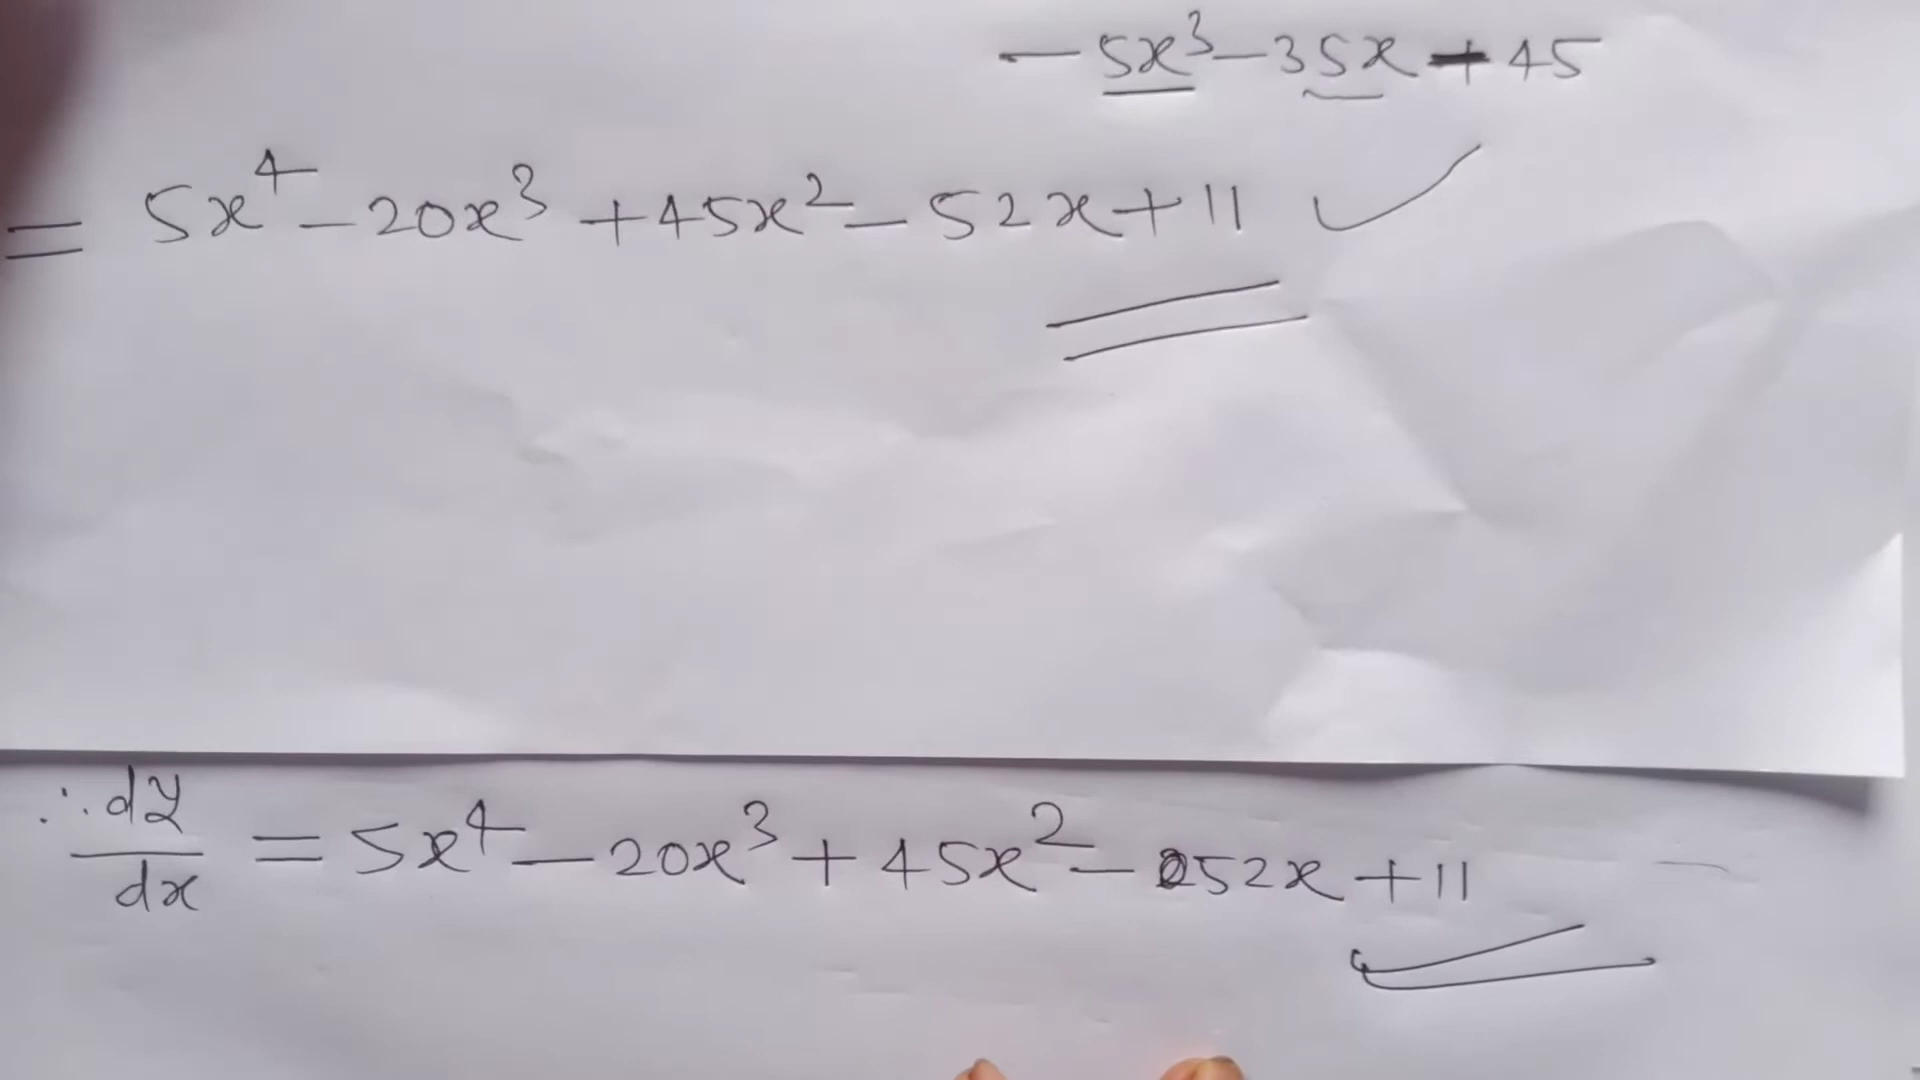 - 5x³ - 35x + 45
= 5x⁴ - 20x³ + 45x² - 52x + 11 ✓
∴ dy/dx = 5x⁴ - 20x³ + 45x² - 52x + 11